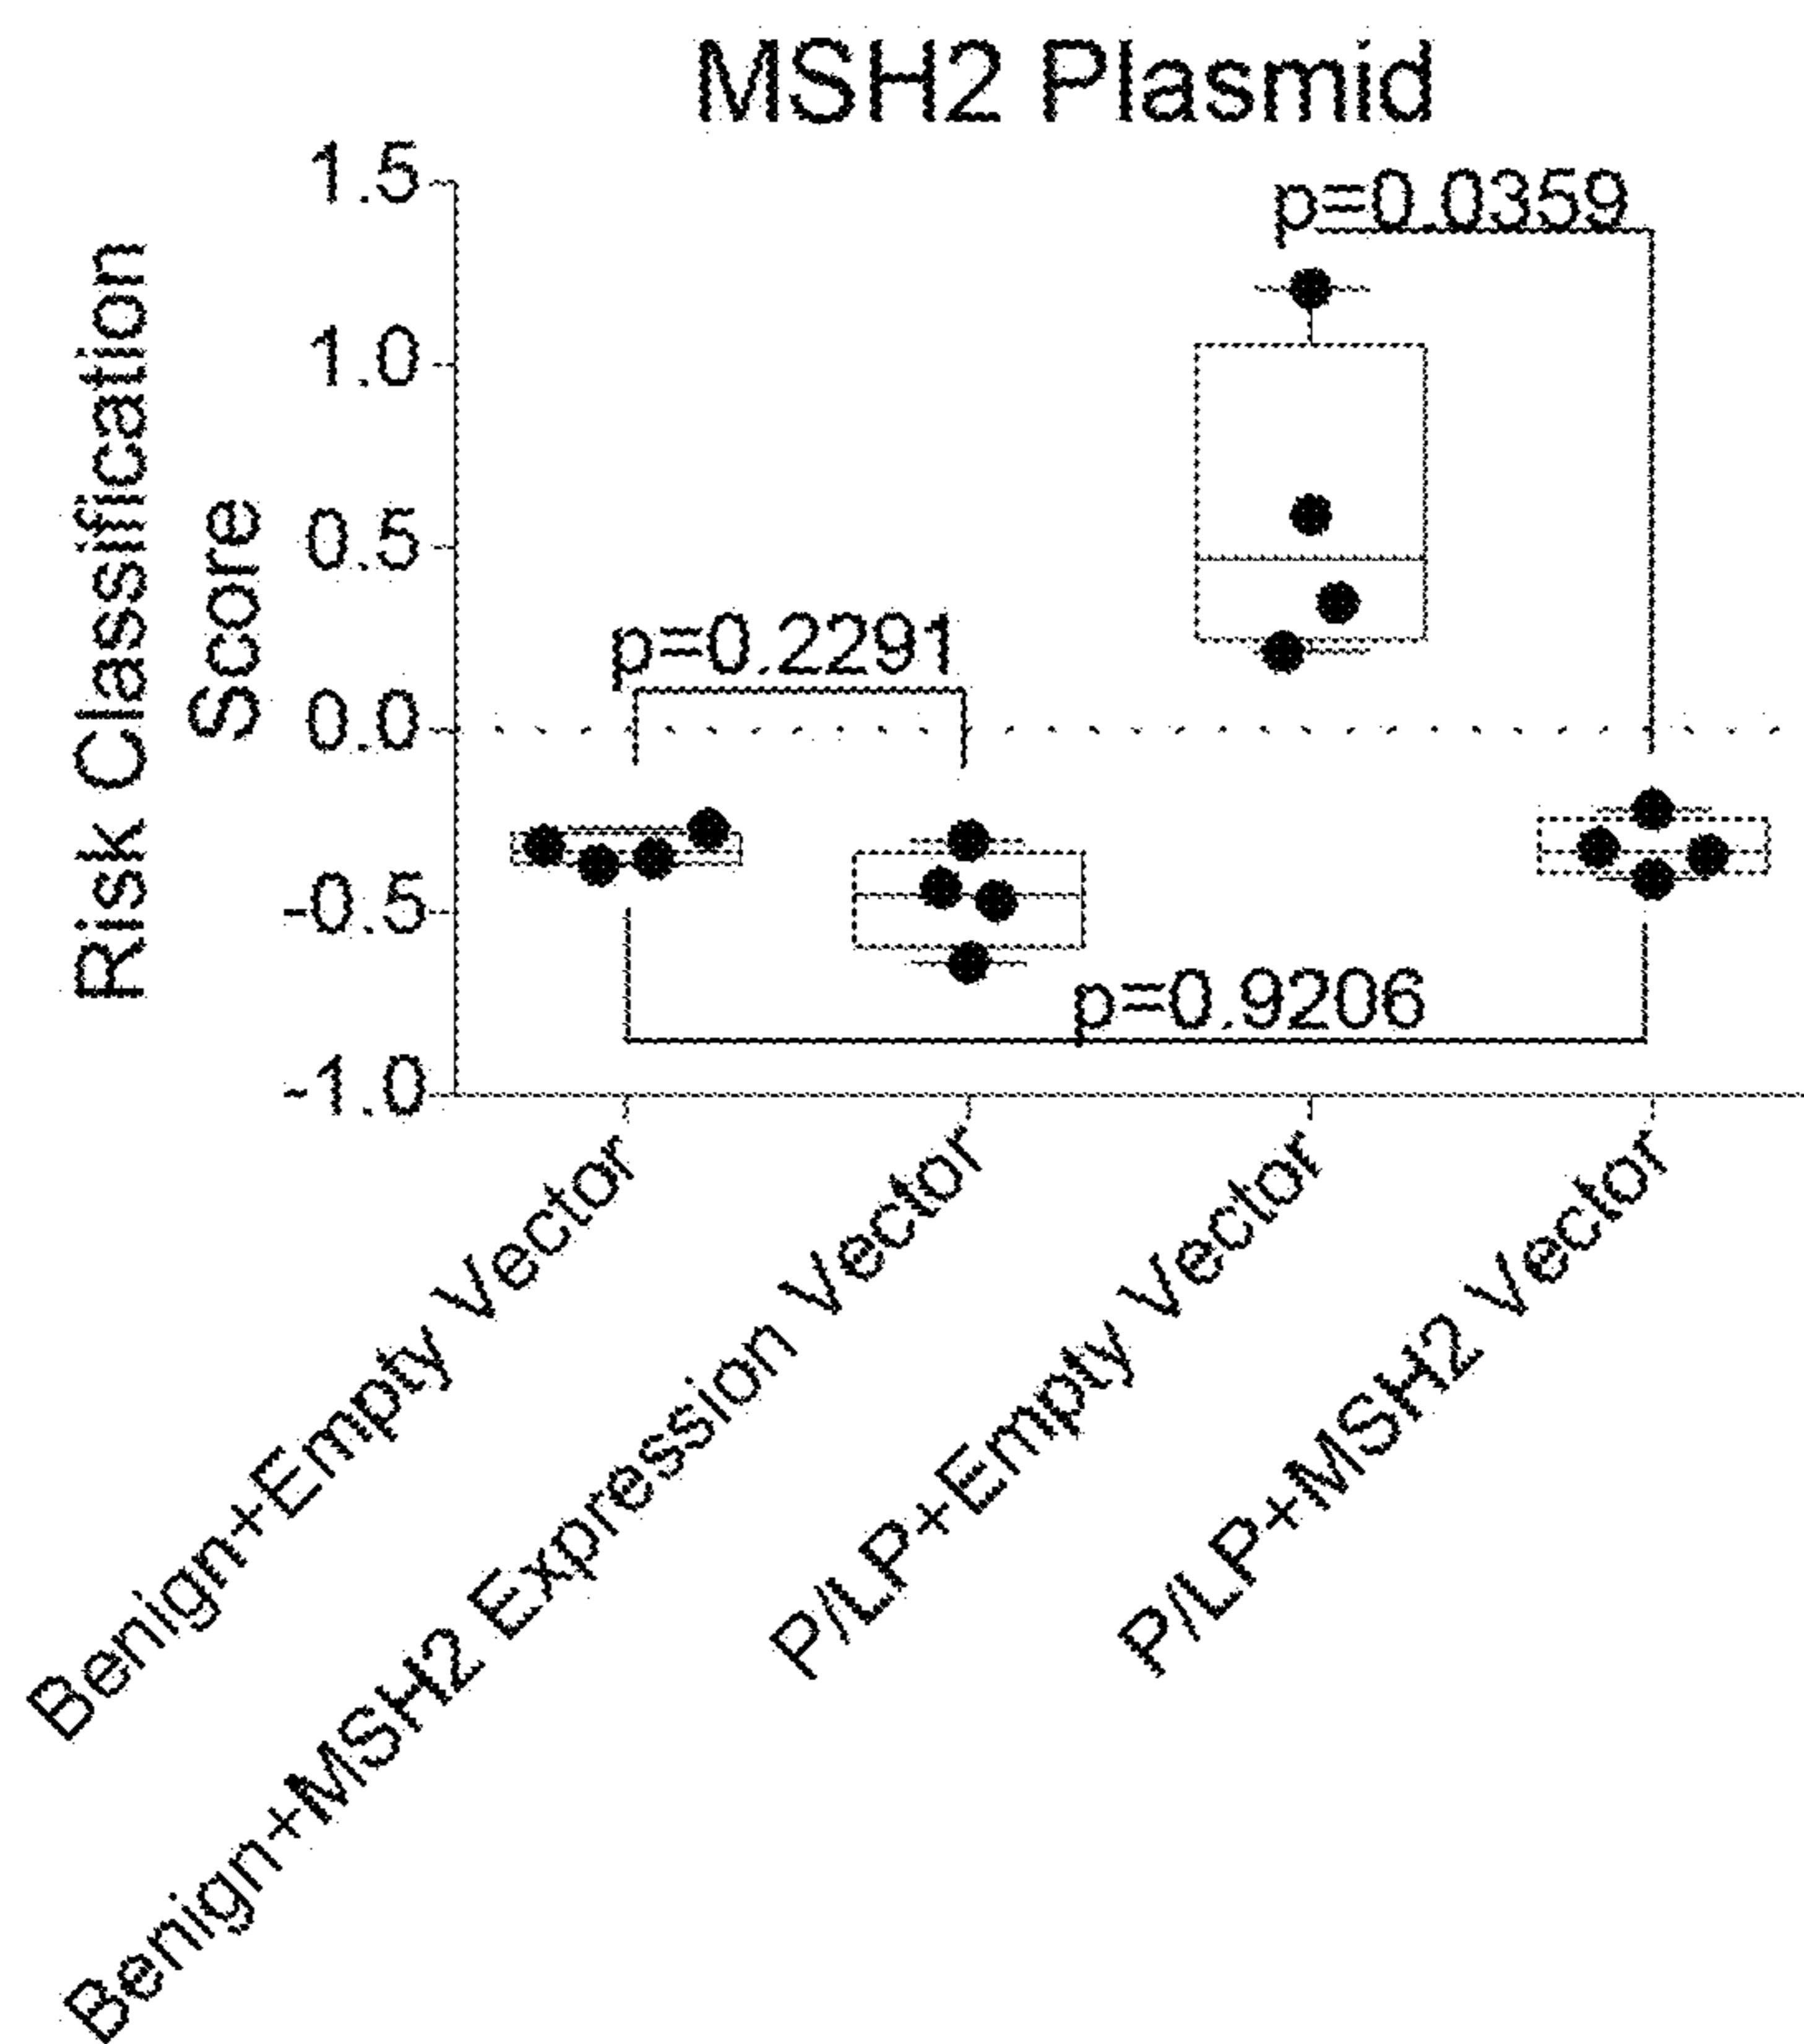 MSH2 Plasmid
Risk Classification
Score
1.5
1.0
0.5
0.0
-0.5
-1.0
p=0.0359
p=0.2291
p=0.9206
Benign+Empty Vector
Benign+MSH2 Expression Vector
P/LP+Empty Vector
P/LP+MSH2 Vector